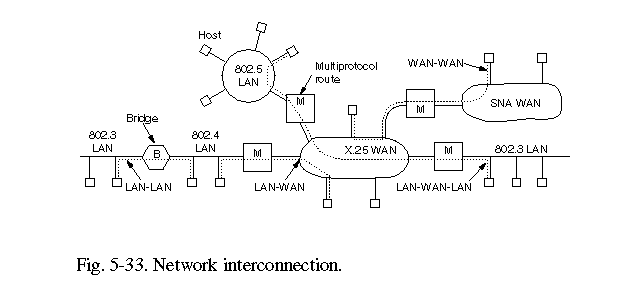 Host
WAN-WAN
802.5
LAN
Multiprotocol
route
M
M
SNA WAN
Bridge
802.3
LAN
802.4
LAN
B
M
X.25 WAN
M
802.3 LAN
LAN-LAN
LAN-WAN
LAN-WAN-LAN
Fig. 5-33. Network interconnection.